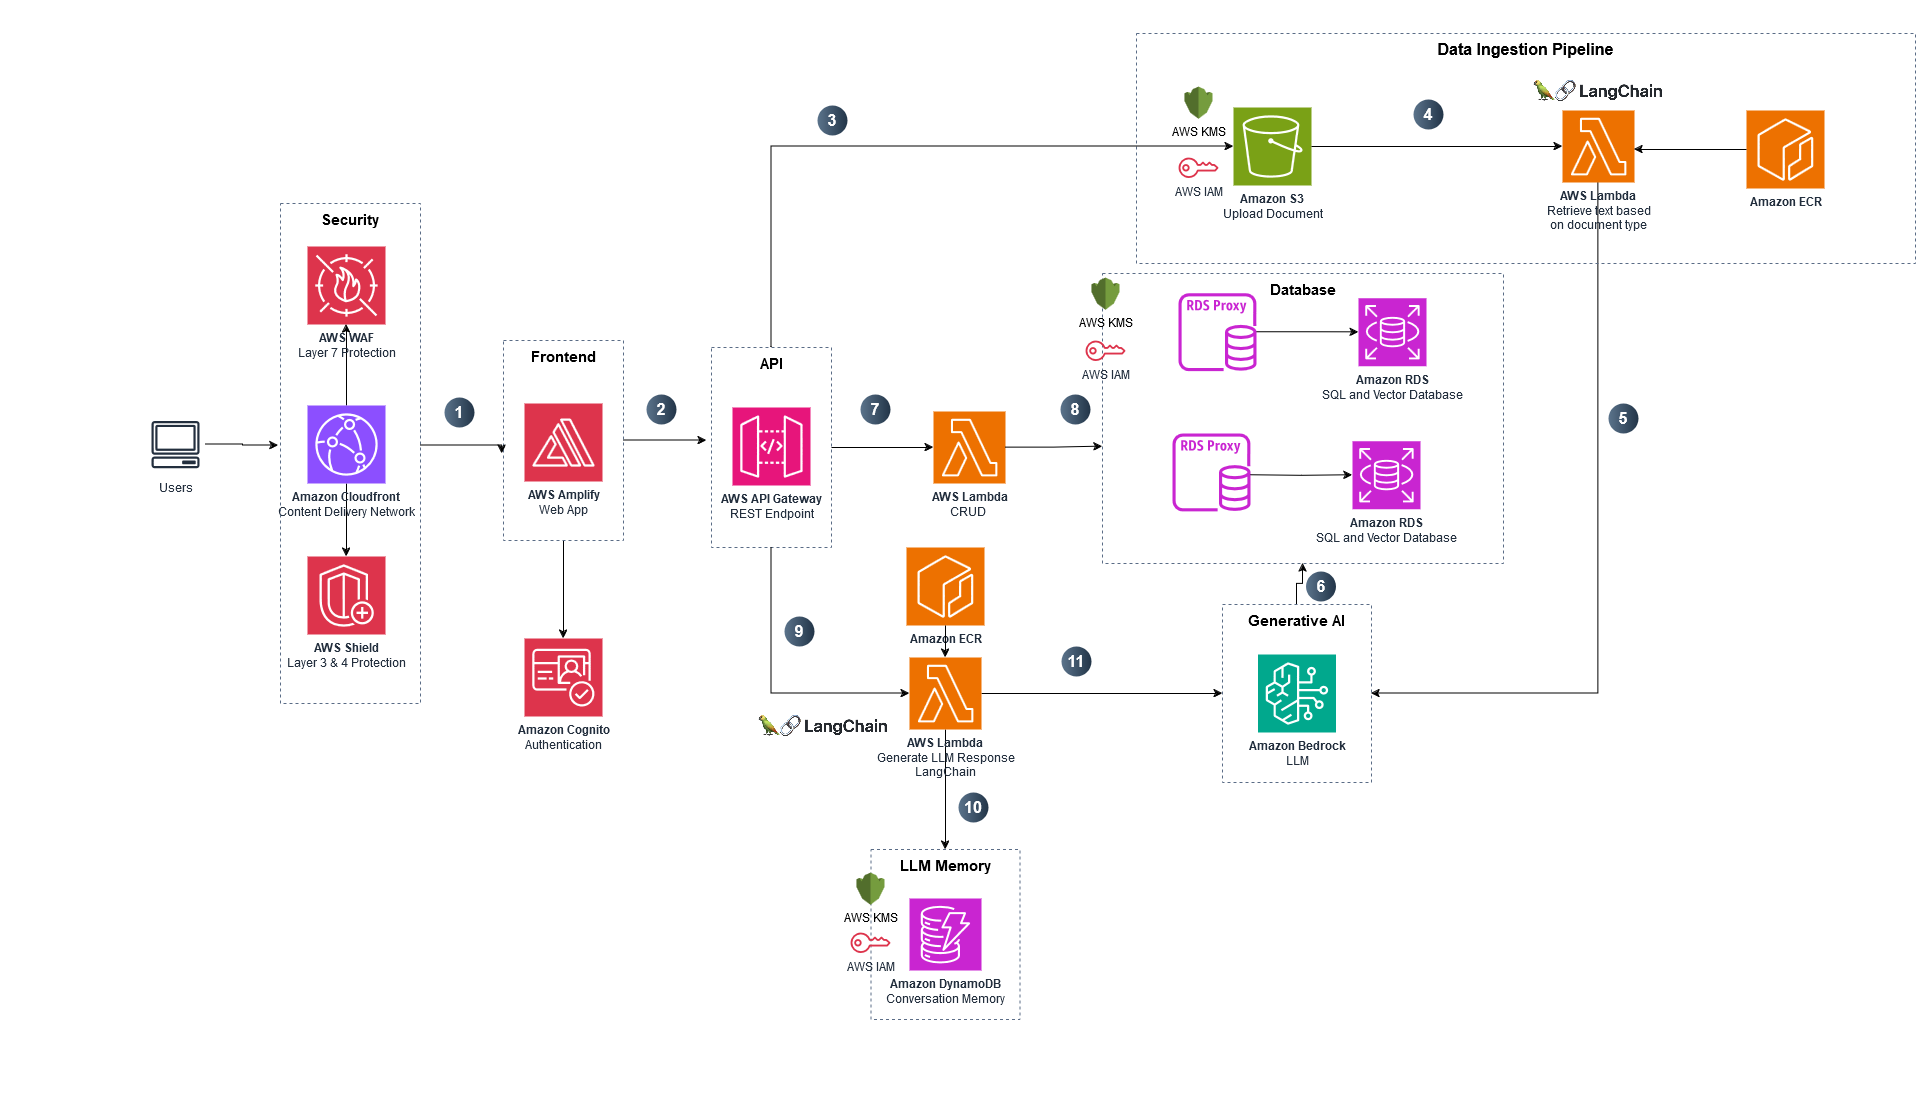 Data Ingestion Pipeline
LangChain
3
4
AWS KMS
AWS IAM
Amazon S3
Upload Document
AWS Lambda
Retrieve text based
on document type
Amazon ECR
Security
AWS WAF
Layer 7 Protection
Amazon Cloudfront
Content Delivery Network
AWS Shield
Layer 3 & 4 Protection
Users
1
Frontend
AWS Amplify
Web App
Amazon Cognito
Authentication
2
API
AWS API Gateway
REST Endpoint
7
AWS Lambda
CRUD
8
Database
AWS KMS
AWS IAM
RDS Proxy
Amazon RDS
SQL and Vector Database
RDS Proxy
Amazon RDS
SQL and Vector Database
5
6
Generative AI
Amazon Bedrock
LLM
9
Amazon ECR
11
LangChain
AWS Lambda
Generate LLM Response
LangChain
10
LLM Memory
AWS KMS
AWS IAM
Amazon DynamoDB
Conversation Memory